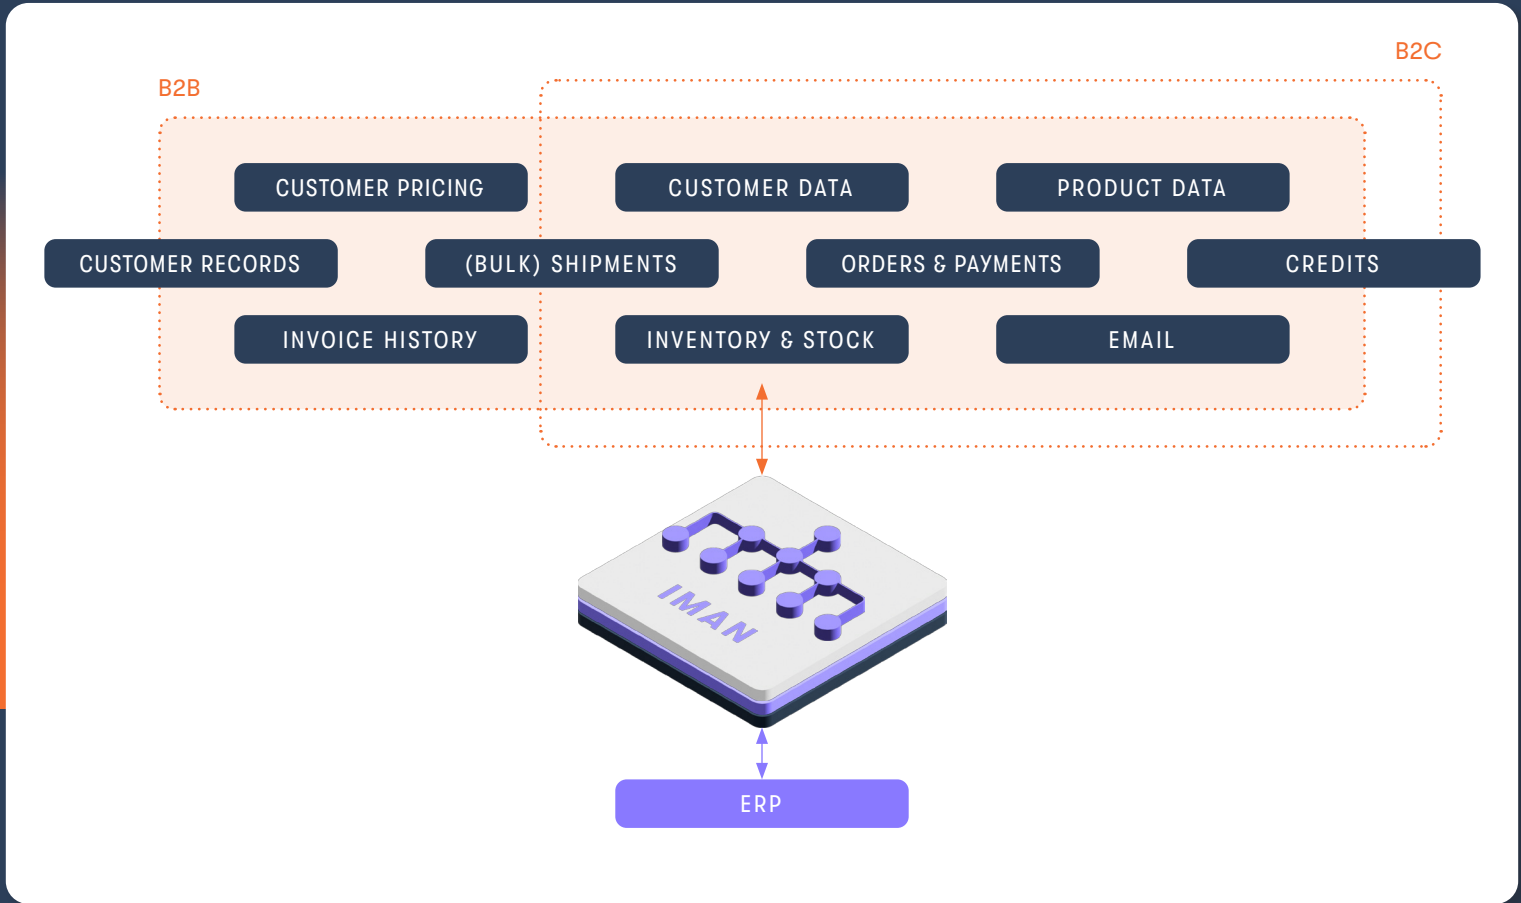 B2C
B2B
CUSTOMER PRICING
CUSTOMER DATA
PRODUCT DATA
CUSTOMER RECORDS
(BULK) SHIPMENTS
ORDERS & PAYMENTS
CREDITS
INVOICE HISTORY
INVENTORY & STOCK
EMAIL
IMAN
ERP